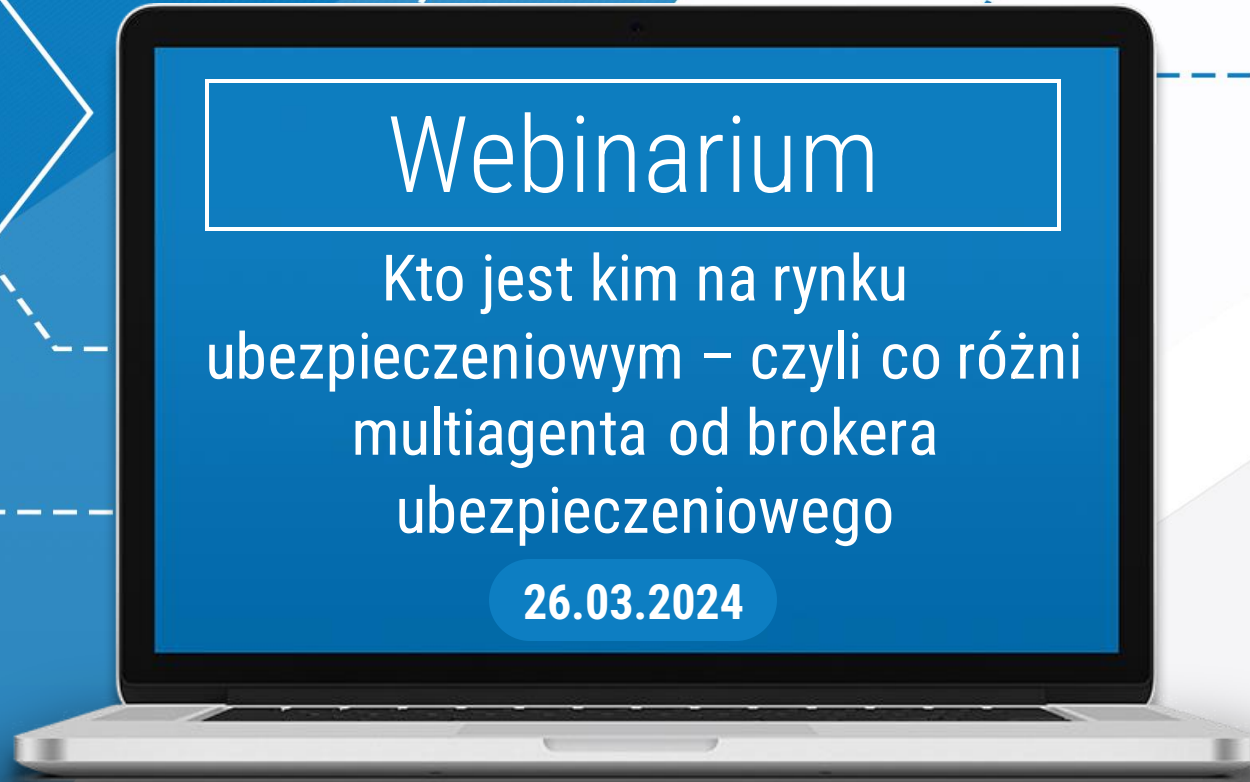 Webinarium
Kto jest kim na rynku
ubezpieczeniowym – czyli co różni
multiagenta od brokera
ubezpieczeniowego
26.03.2024